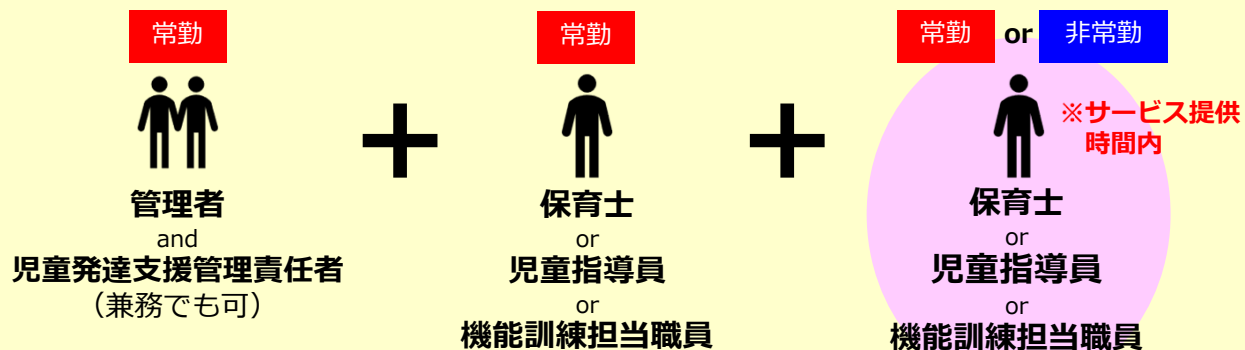 常勤
管理者
and
児童発達支援管理責任者
（兼務でも可）
＋
常勤
保育士
or
児童指導員
or
機能訓練担当職員
＋
常勤 or 非常勤
※サービス提供
時間内
保育士
or
児童指導員
or
機能訓練担当職員